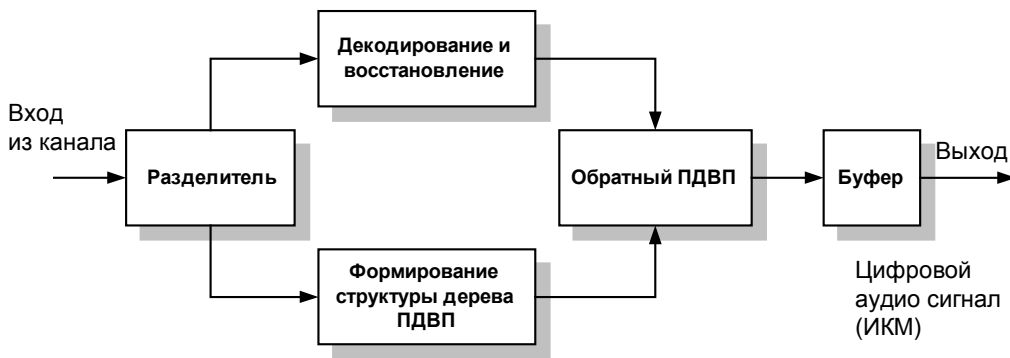 Декодирование и
восстановление
Вход
из канала
Разделитель
Обратный ПДВП
Буфер
Выход
Формирование
структуры дерева
ПДВП
Цифровой
аудио сигнал
(ИКМ)